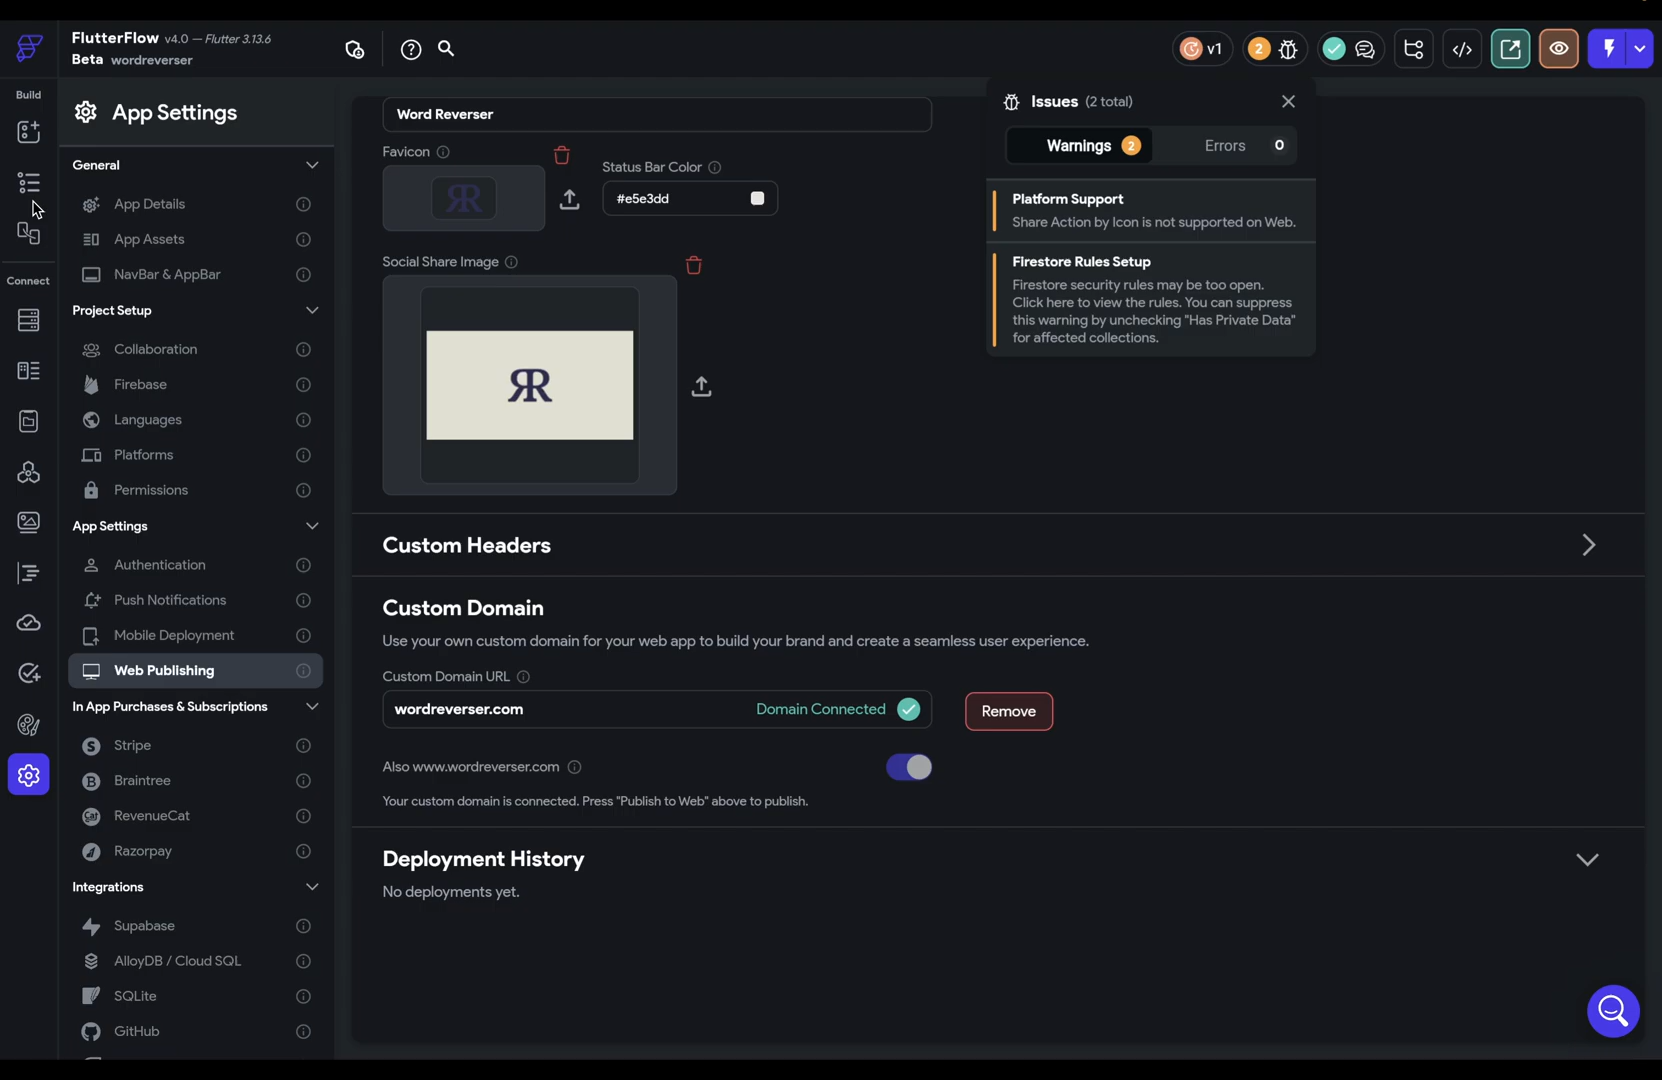 FlutterFlow v4.0 — Flutter 3.13.6
Beta wordreverser
v1
2
Build
Connect
App Settings
General
App Details
App Assets
NavBar & AppBar
Project Setup
Collaboration
Firebase
Languages
Platforms
Permissions
App Settings
Authentication
Push Notifications
Mobile Deployment
Web Publishing
In App Purchases & Subscriptions
Stripe
Braintree
RevenueCat
Razorpay
Integrations
Supabase
AlloyDB / Cloud SQL
SQLite
GitHub
Word Reverser
Favicon
Status Bar Color
#e5e3dd
Social Share Image
Custom Headers
Custom Domain
Use your own custom domain for your web app to build your brand and create a seamless user experience.
Custom Domain URL
wordreverser.com Domain Connected
Remove
Also www.wordreverser.com
Your custom domain is connected. Press "Publish to Web" above to publish.
Deployment History
No deployments yet.
Issues (2 total)
Warnings 2
Errors 0
Platform Support
Share Action by Icon is not supported on Web.
Firestore Rules Setup
Firestore security rules may be too open.
Click here to view the rules. You can suppress
this warning by unchecking "Has Private Data"
for affected collections.